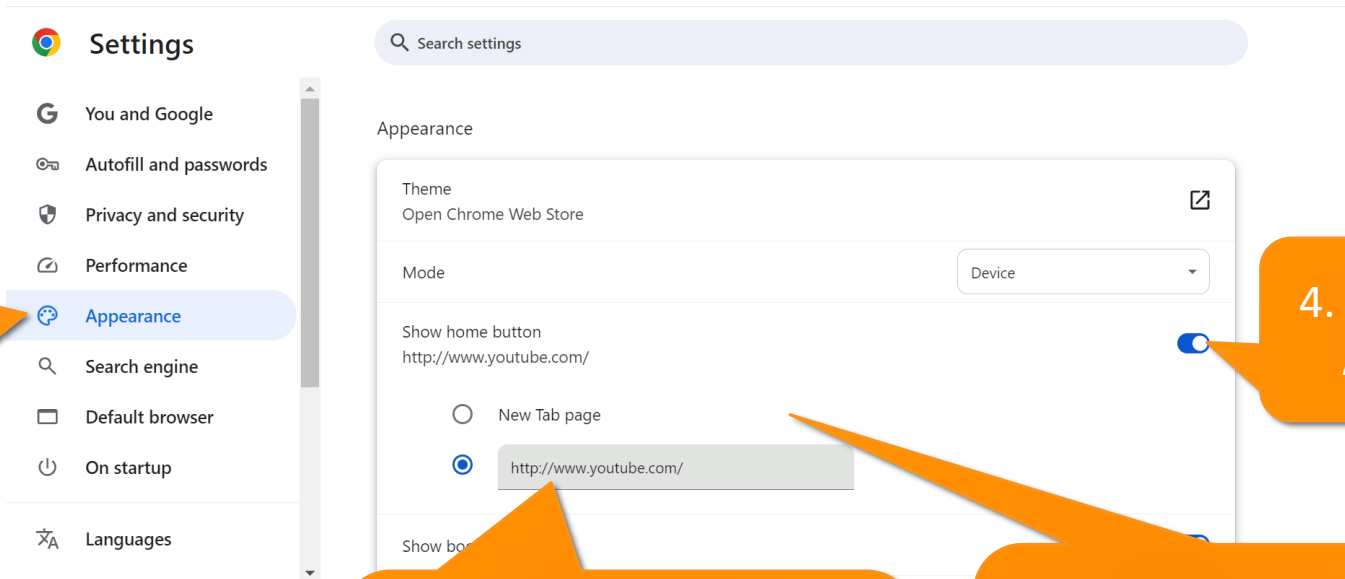 Settings
Search settings
You and Google
Autofill and passwords
Privacy and security
Performance
Appearance
Search engine
Default browser
On startup
Languages
Appearance
Theme
Open Chrome Web Store
Mode
Device
Show home button
http://www.youtube.com/
New Tab page
http://www.youtube.com/
Show
4.